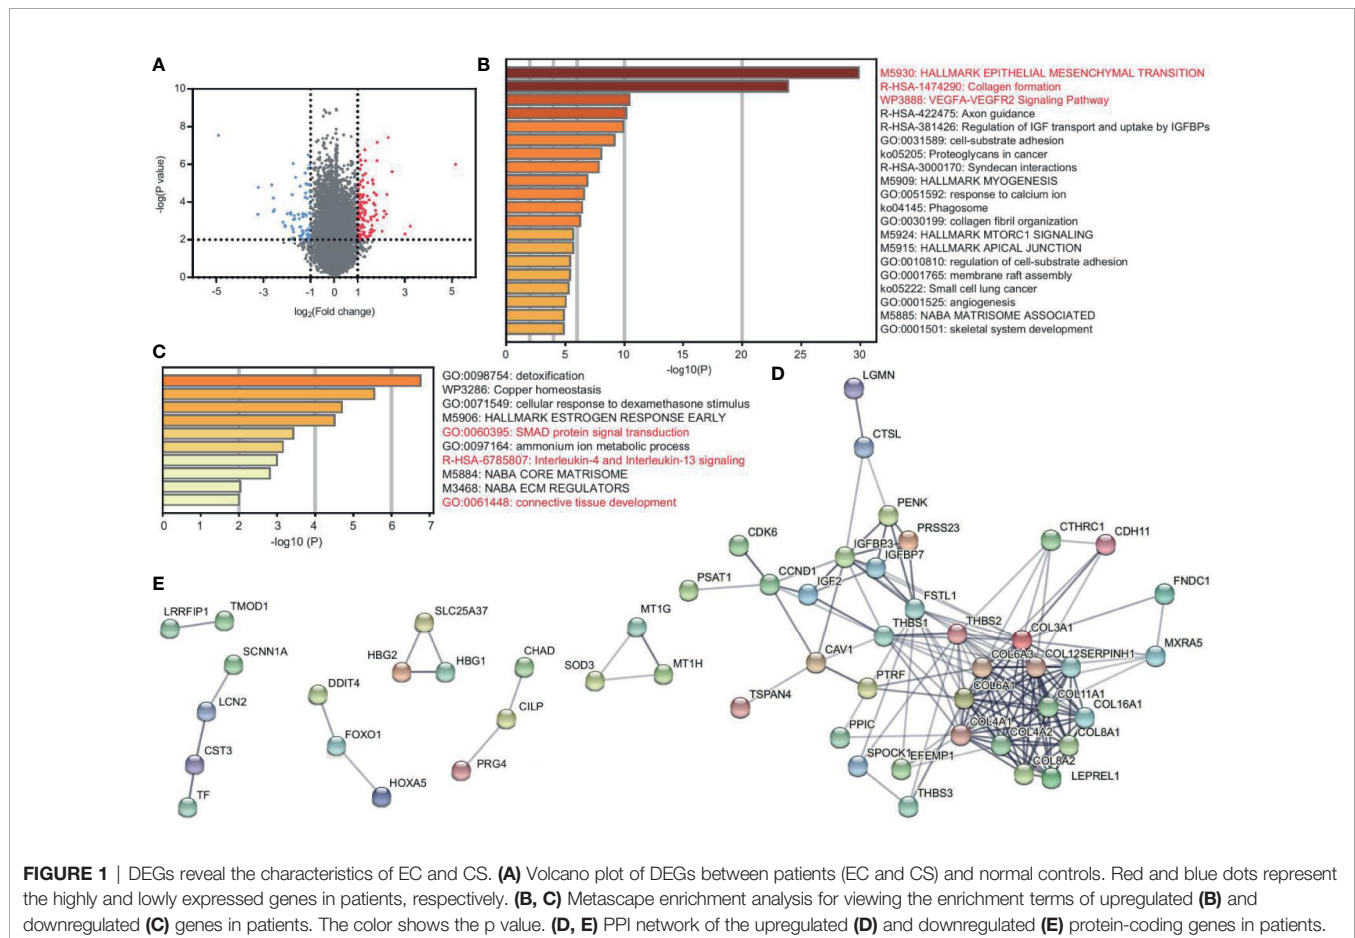 A
10
8
6
4
2
0
-log(P value)
-5
-3
-1
0
1
3
5
log2(Fold change)
B
M5930: HALLMARK EPITHELIAL MESENCHYMAL TRANSITION
R-HSA-1474290: Collagen formation
WP3888: VEGFA-VEGFR2 Signaling Pathway
R-HSA-422475: Axon guidance
R-HSA-381426: Regulation of IGF transport and uptake by IGFBPs
GO:0031589: cell-substrate adhesion
ko05205: Proteoglycans in cancer
R-HSA-3000170: Syndecan interactions
M5909: HALLMARK MYOGENESIS
GO:0051592: response to calcium ion
ko04145: Phagosome
GO:0030199: collagen fibril organization
M5924: HALLMARK MTORC1 SIGNALING
M5915: HALLMARK APICAL JUNCTION
GO:0010810: regulation of cell-substrate adhesion
GO:0001765: membrane raft assembly
ko05222: Small cell lung cancer
GO:0001525: angiogenesis
M5885: NABA MATRISOME ASSOCIATED
GO:0001501: skeletal system development
0
5
10
15
20
25
30
-log10(P)
C
GO:0098754: detoxification
WP3286: Copper homeostasis
GO:0071549: cellular response to dexamethasone stimulus
M5906: HALLMARK ESTROGEN RESPONSE EARLY
GO:0060395: SMAD protein signal transduction
GO:0097164: ammonium ion metabolic process
R-HSA-6785807: Interleukin-4 and Interleukin-13 signaling
M5884: NABA CORE MATRISOME
M3468: NABA ECM REGULATORS
GO:0061448: connective tissue development
0
1
2
3
4
5
6
7
-log10 (P)
D
LGMN
CTSL
PENK
PRSS23
CTHRC1
CDH11
CDK6
IGFBP3
IGFBP7
PSAT1
CCND1
IGF2
FNDC1
FSTL1
THBS1
THBS2
COL3A1
MXRA5
CAV1
COL6A3
COL12SERPINH1
PTRF
COL6A1
COL11A1
TSPAN4
COL16A1
PPIC
COL4A1
COL4A2
COL8A1
SPOCK1
EFEMP1
COL8A2
LEPREL1
THBS3
E
LRRFIP1
TMOD1
SLC25A37
MT1G
SCNN1A
HBG2
HBG1
CHAD
SOD3
MT1H
LCN2
DDIT4
CILP
CST3
FOXO1
PRG4
TF
HOXA5
FIGURE 1 | DEGs reveal the characteristics of EC and CS. (A) Volcano plot of DEGs between patients (EC and CS) and normal controls. Red and blue dots represent
the highly and lowly expressed genes in patients, respectively. (B, C) Metascape enrichment analysis for viewing the enrichment terms of upregulated (B) and
downregulated (C) genes in patients. The color shows the p value. (D, E) PPI network of the upregulated (D) and downregulated (E) protein-coding genes in patients.